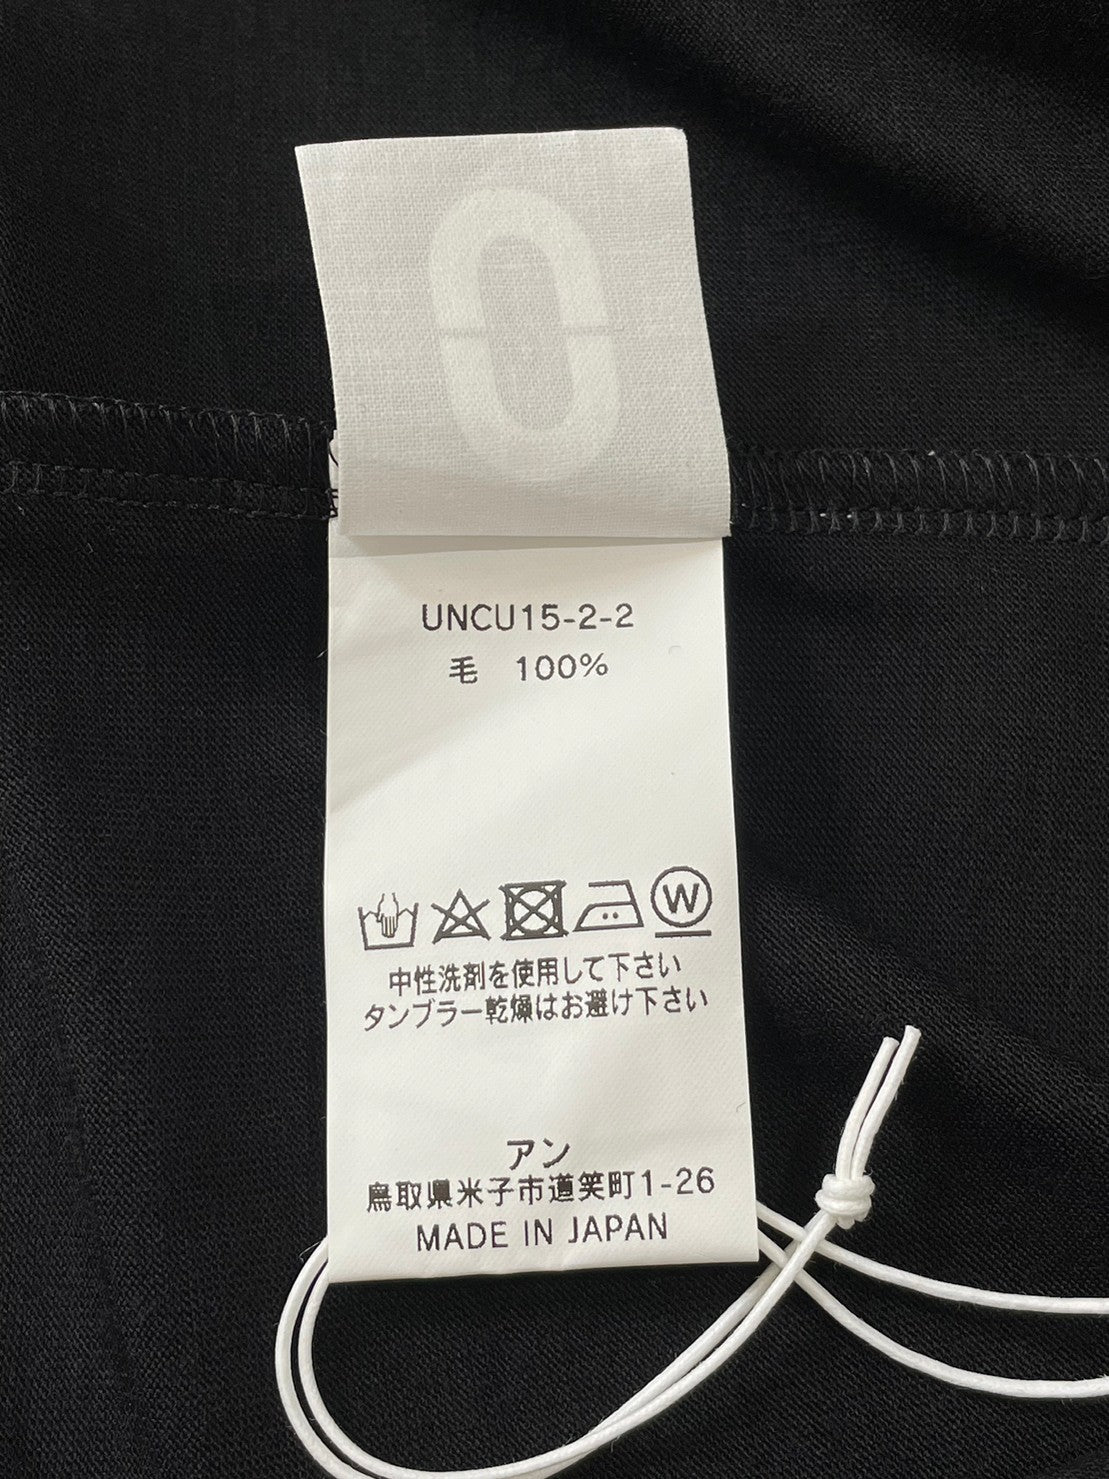 UNCU15-2-2
毛 100%
W
中性洗剤を使用して下さい
タンブラー乾燥はお避け下さい
アン
鳥取県米子市道笑町1-26
MADE IN JAPAN